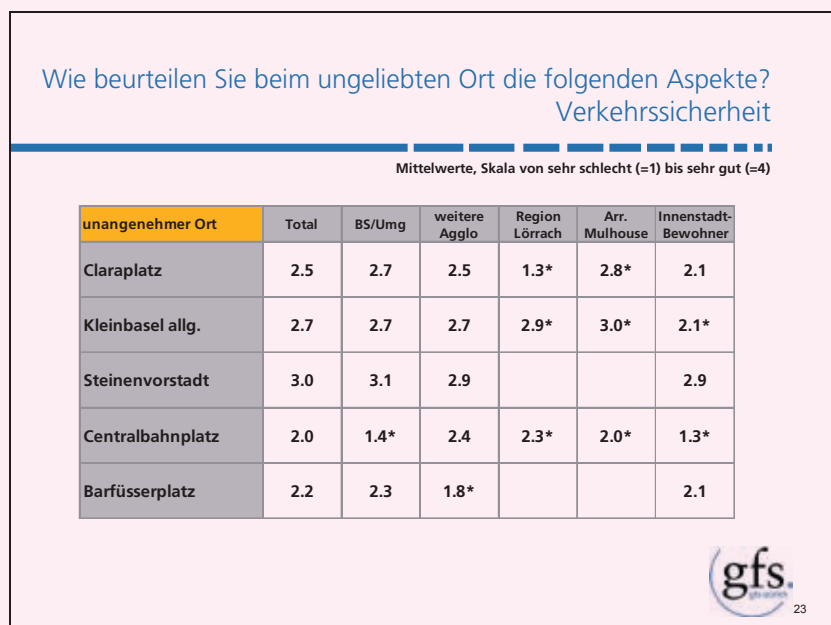 Wie beurteilen Sie beim ungeliebten Ort die folgenden Aspekte?
Verkehrssicherheit
Mittelwerte, Skala von sehr schlecht (=1) bis sehr gut (=4)
unangenehmer Ort Total BS/Umg weitere Agglo Region Lörrach Arr. Mulhouse Innenstadt-Bewohner
Claraplatz 2.5 2.7 2.5 1.3* 2.8* 2.1
Kleinbasel allg. 2.7 2.7 2.7 2.9* 3.0* 2.1*
Steinenvorstadt 3.0 3.1 2.9 2.9
Centralbahnplatz 2.0 1.4* 2.4 2.3* 2.0* 1.3*
Barfüsserplatz 2.2 2.3 1.8* 2.1
gfs.
gfs-zürich
23